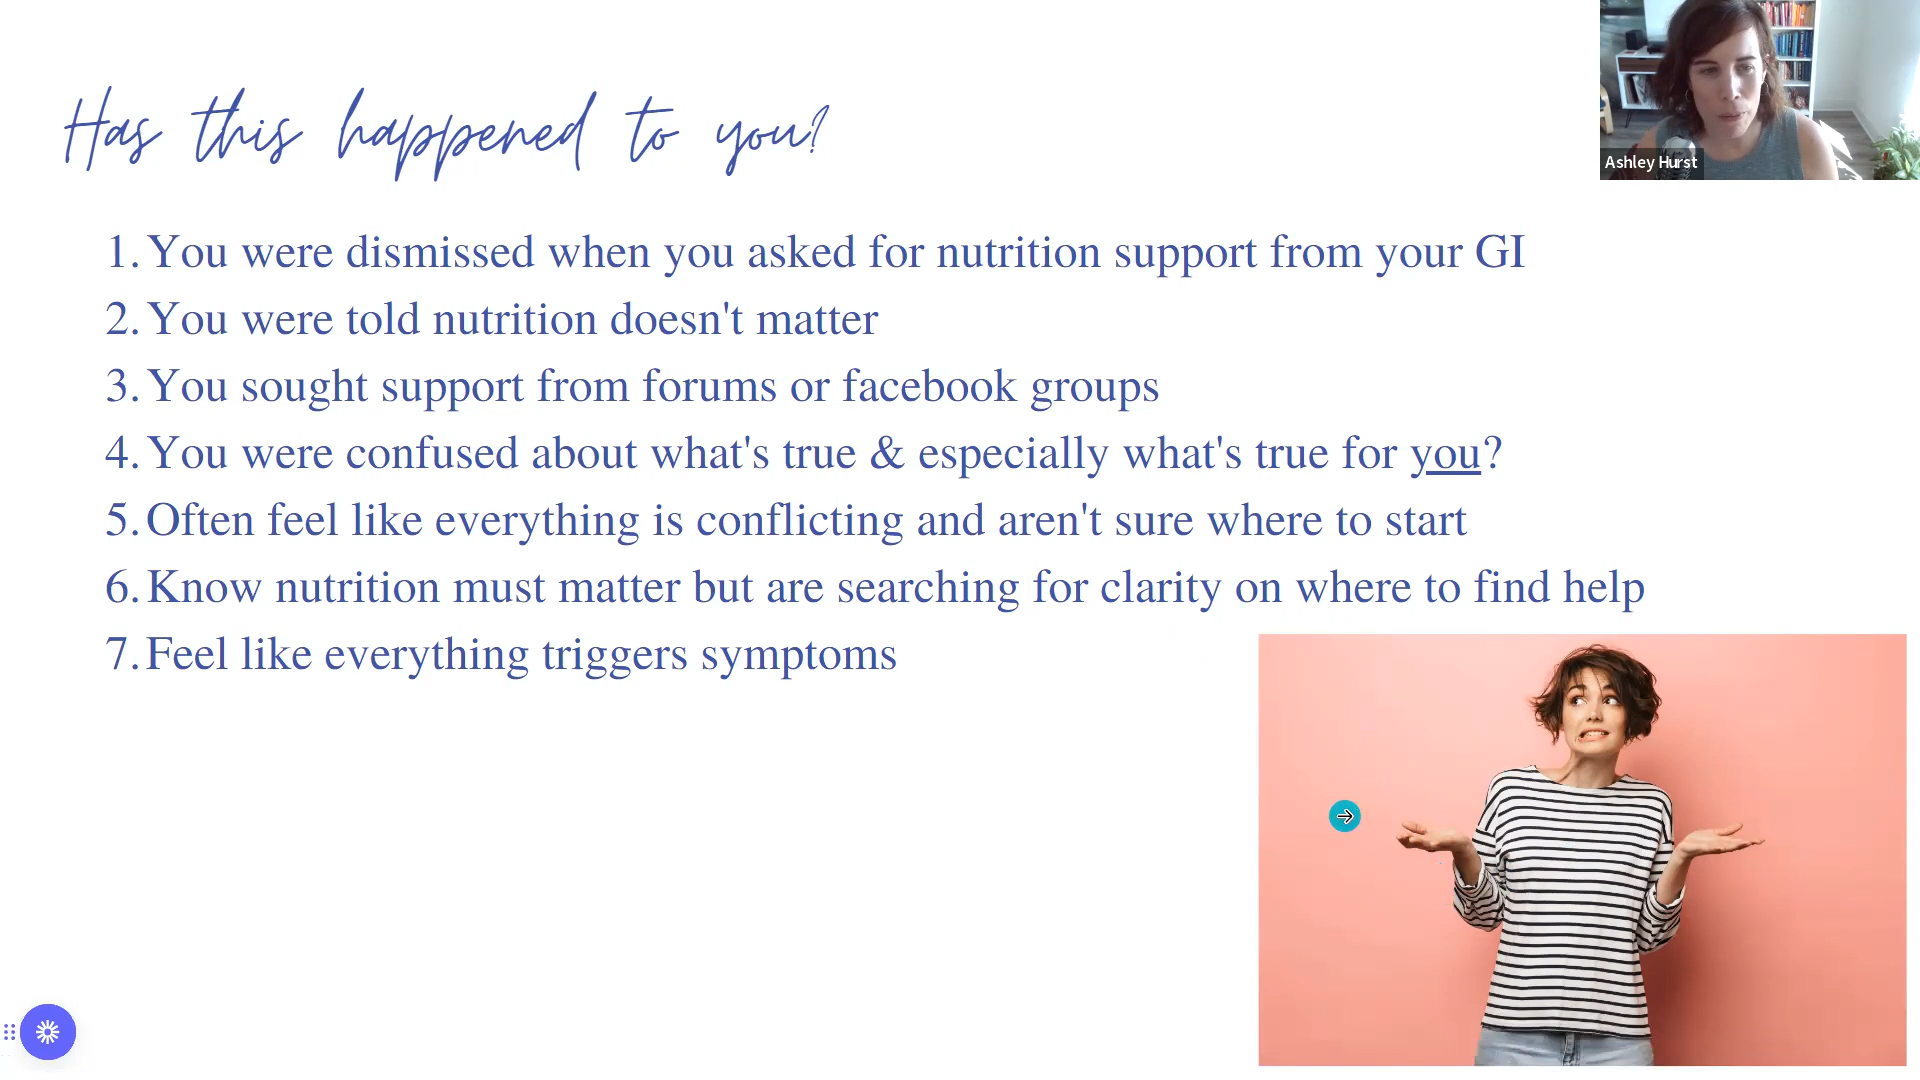 Has this happened to you?
Ashley Hurst
1. You were dismissed when you asked for nutrition support from your GI
2. You were told nutrition doesn't matter
3. You sought support from forums or facebook groups
4. You were confused about what's true & especially what's true for you?
5. Often feel like everything is conflicting and aren't sure where to start
6. Know nutrition must matter but are searching for clarity on where to find help
7. Feel like everything triggers symptoms